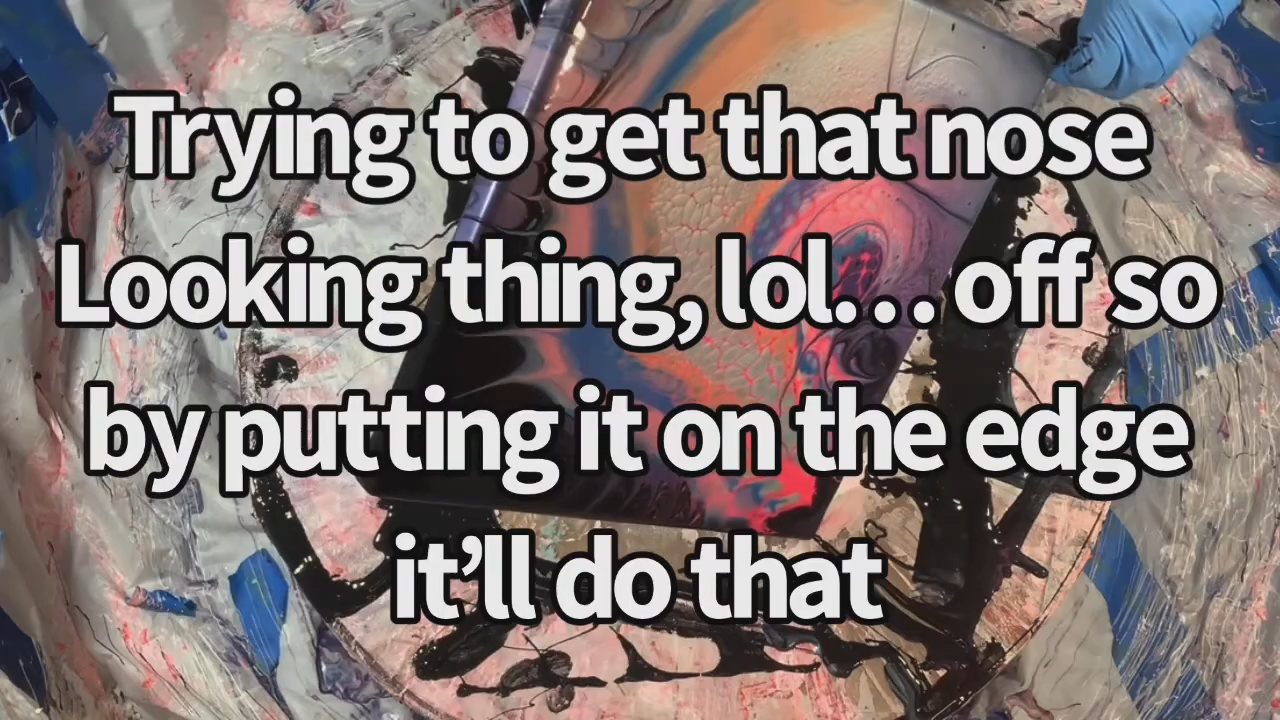 Trying to get that nose
Looking thing, lol... off so
by putting it on the edge
it’ll do that